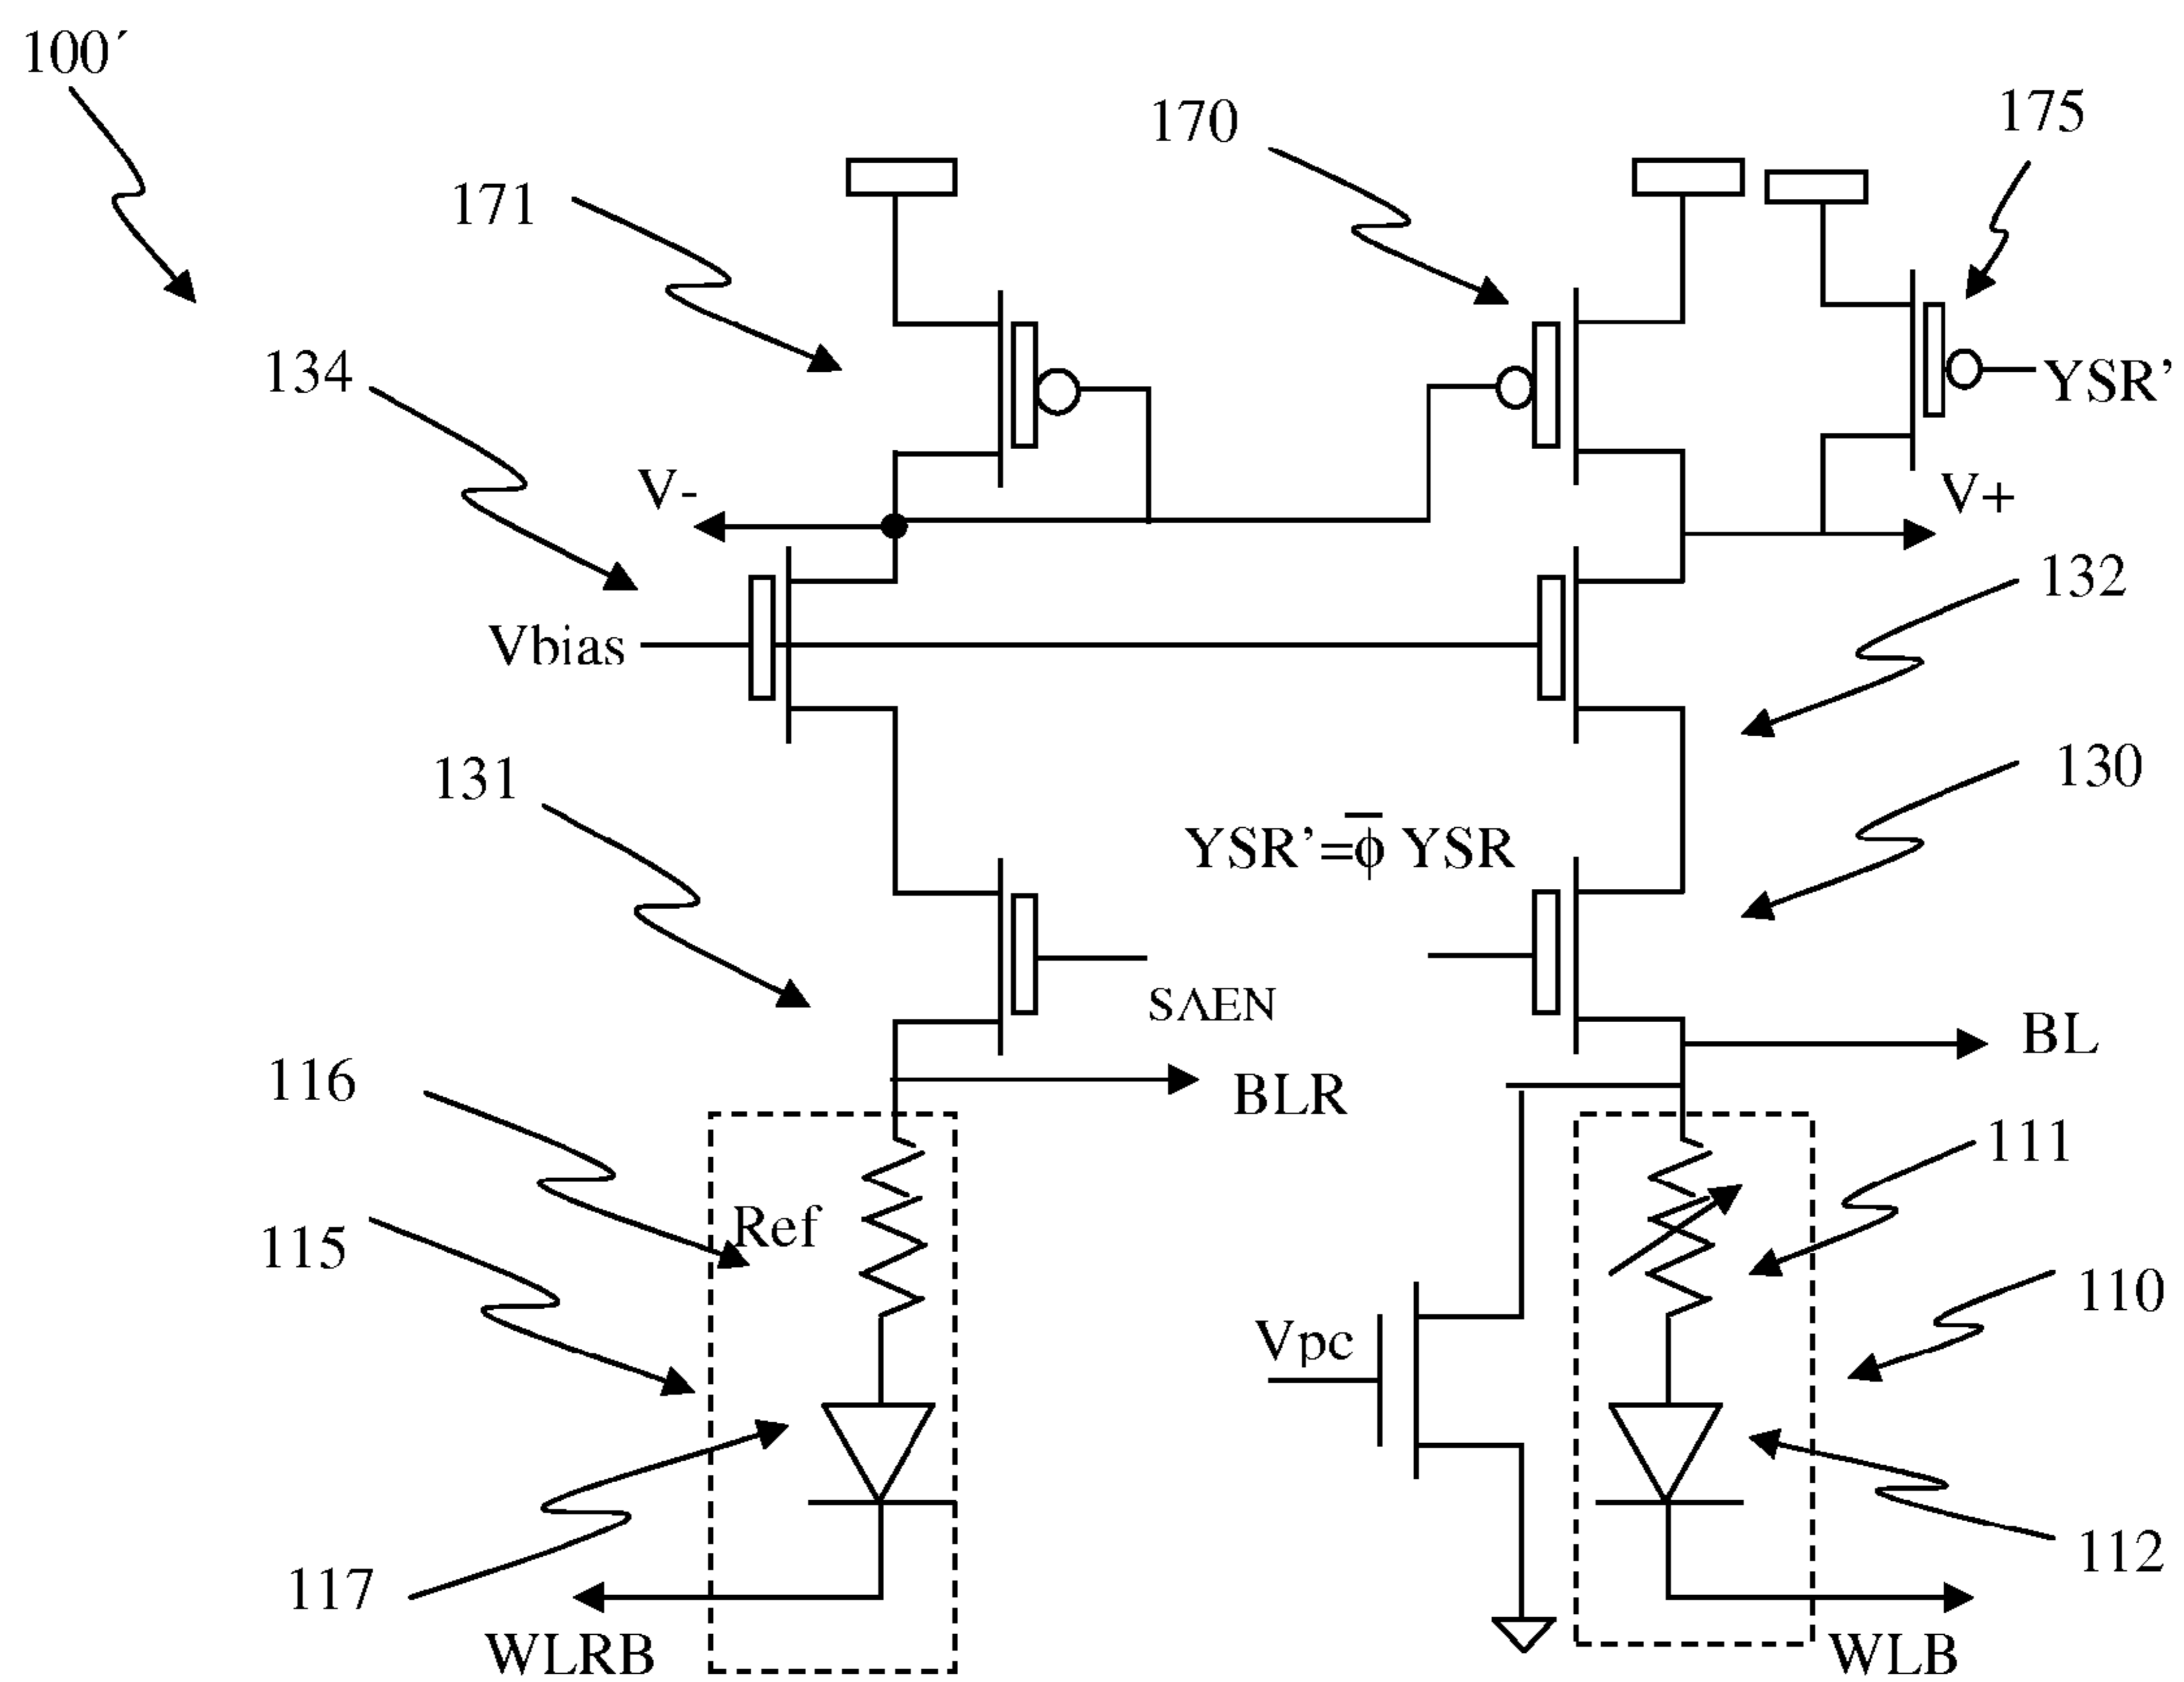 100´
170
175
171
134
YSR'
V-
V+
132
Vbias
131
130
YSR'=φ̅ YSR
SAEN
BL
116
BLR
111
Ref
115
110
Vpc
112
117
WLRB
WLB